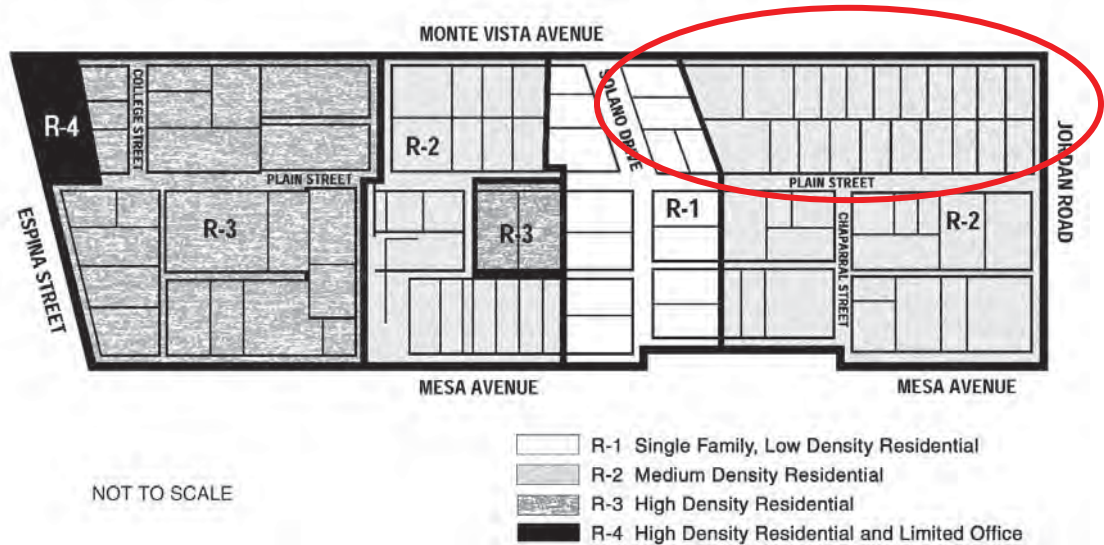 MONTE VISTA AVENUE
COLLEGE STREET
SOLANO DRIVE
R-4
R-2
JORDAN ROAD
PLAIN STREET
PLAIN STREET
ESPINA STREET
R-3
R-3
R-1
CHAPARRAL STREET
R-2
MESA AVENUE
MESA AVENUE
R-1 Single Family, Low Density Residential
R-2 Medium Density Residential
NOT TO SCALE
R-3 High Density Residential
R-4 High Density Residential and Limited Office